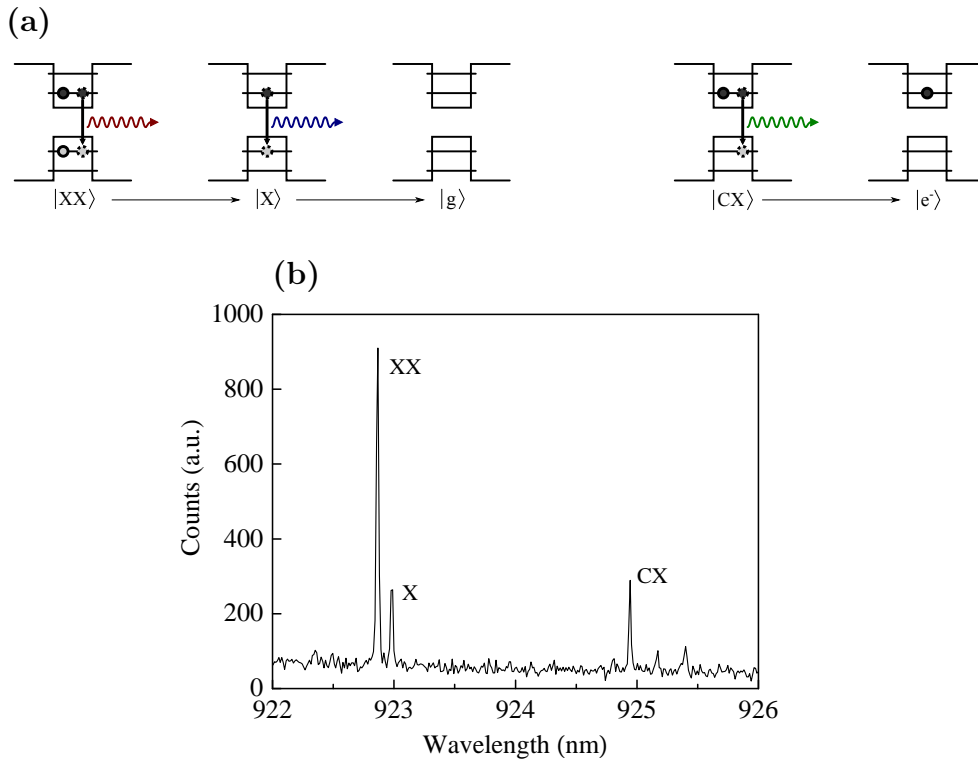 (a)
|XX⟩ |X⟩ |g⟩ |CX⟩ |e⁻⟩
(b)
1000
800
600
400
200
0
Counts (a.u.)
XX
X
CX
922 923 924 925 926
Wavelength (nm)